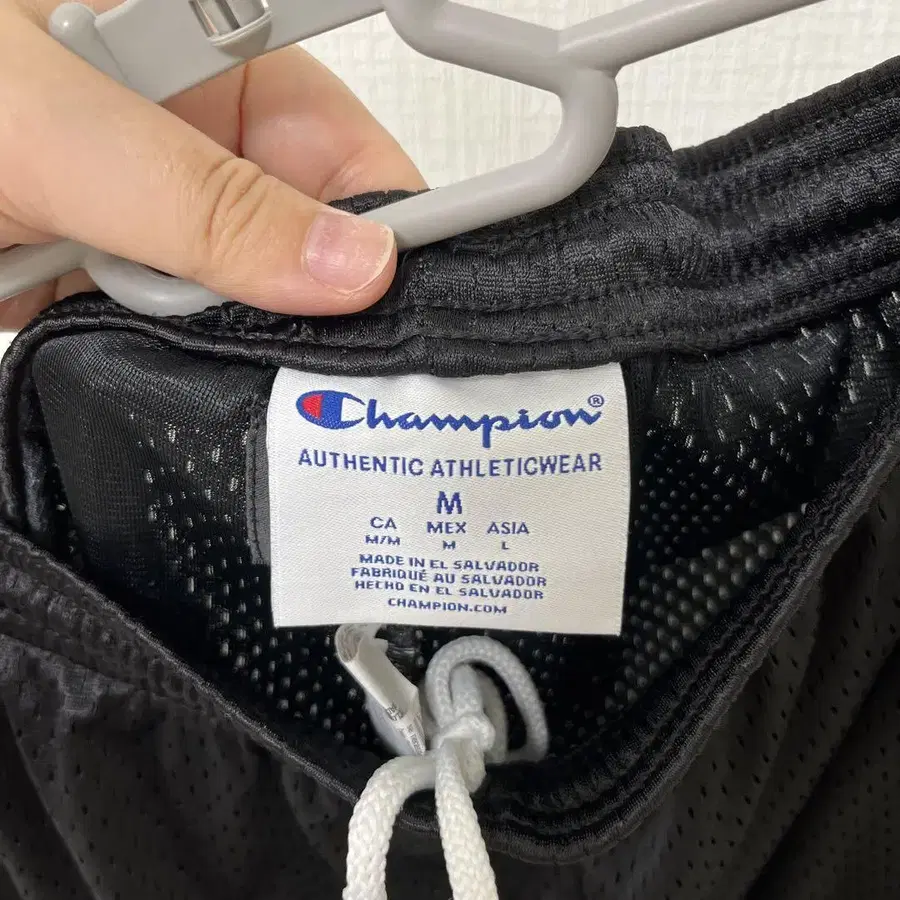 Champion®
AUTHENTIC ATHLETICWEAR
M
CA MEX ASIA
M/M M L
MADE IN EL SALVADOR
FABRIQUÉ AU SALVADOR
HECHO EN EL SALVADOR
CHAMPION.COM